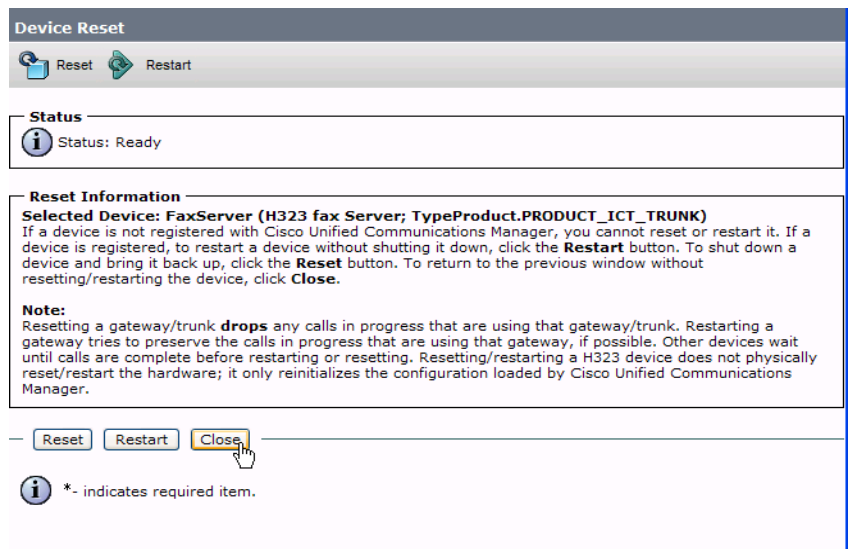 Device Reset
Reset Restart
Status
Status: Ready
Reset Information
Selected Device: FaxServer (H323 fax Server; TypeProduct.PRODUCT_ICT_TRUNK)
If a device is not registered with Cisco Unified Communications Manager, you cannot reset or restart it. If a
device is registered, to restart a device without shutting it down, click the Restart button. To shut down a
device and bring it back up, click the Reset button. To return to the previous window without
resetting/restarting the device, click Close.
Note:
Resetting a gateway/trunk drops any calls in progress that are using that gateway/trunk. Restarting a
gateway tries to preserve the calls in progress that are using that gateway, if possible. Other devices wait
until calls are complete before restarting or resetting. Resetting/restarting a H323 device does not physically
reset/restart the hardware; it only reinitializes the configuration loaded by Cisco Unified Communications
Manager.
Reset Restart Close
*- indicates required item.